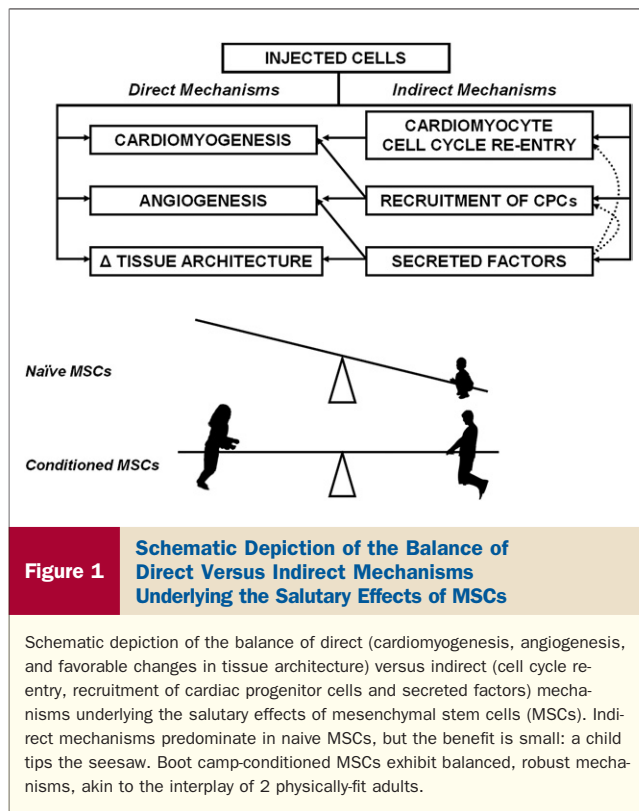 INJECTED CELLS
Direct Mechanisms
Indirect Mechanisms
CARDIOMYOGENESIS
CARDIOMYOCYTE
CELL CYCLE RE-ENTRY
ANGIOGENESIS
RECRUITMENT OF CPCs
Δ TISSUE ARCHITECTURE
SECRETED FACTORS
Naïve MSCs
Conditioned MSCs
Figure 1
Schematic Depiction of the Balance of
Direct Versus Indirect Mechanisms
Underlying the Salutary Effects of MSCs
Schematic depiction of the balance of direct (cardiomyogenesis, angiogenesis,
and favorable changes in tissue architecture) versus indirect (cell cycle re-
entry, recruitment of cardiac progenitor cells and secreted factors) mecha-
nisms underlying the salutary effects of mesenchymal stem cells (MSCs). Indi-
rect mechanisms predominate in naive MSCs, but the benefit is small: a child
tips the seesaw. Boot camp-conditioned MSCs exhibit balanced, robust mech-
anisms, akin to the interplay of 2 physically-fit adults.